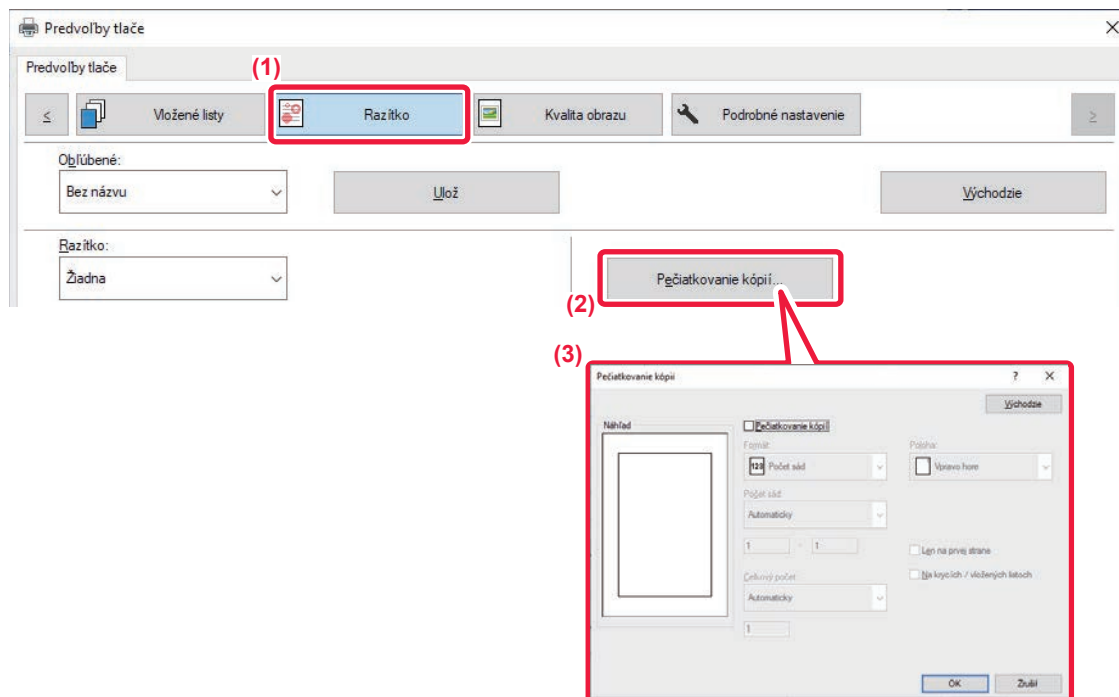 Predvoľby tlače
Predvoľby tlače
(1)
≤
Vložené listy
Razítko
Kvalita obrazu
Podrobné nastavenie
≥
Obľúbené:
Bez názvu
Ulož
Východzie
Razítko:
Žiadna
Pečiatkovanie kópií...
(2)
(3)
Pečiatkovanie kópií
?
Východzie
Náhľad
Pečiatkovanie kópií
Formát:
Poloha:
123 Počet sád
Vpravo hore
Počet sád:
Automaticky
1 - 1
Len na prvej strane
Celkový počet:
Na krycích / vložených listoch
Automaticky
1
OK
Zrušiť